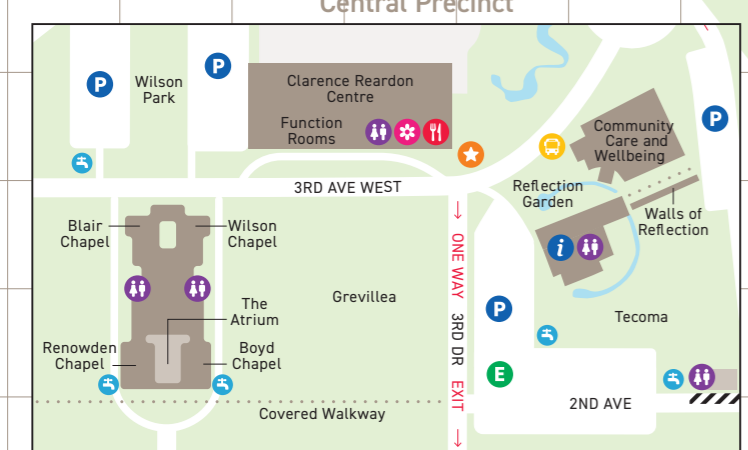 Central Precinct
P
Wilson
Park
P
Clarence Reardon
Centre
Function
Rooms
Community
Care and
Wellbeing
P
3RD AVE WEST
Reflection
Garden
Walls of
Reflection
Blair
Chapel
Wilson
Chapel
i
ONE WAY
3RD DR
EXIT
Grevillea
The
Atrium
P
Tecoma
Renowden
Chapel
Boyd
Chapel
E
2ND AVE
Covered Walkway